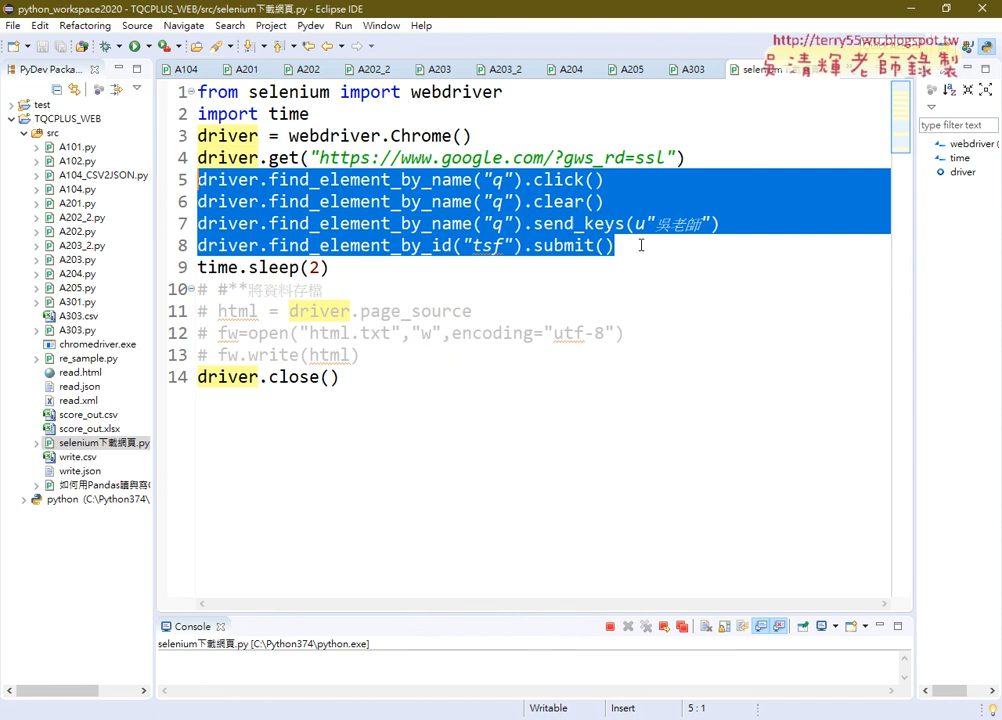 python_workspace2020 - TQCPLUS_WEB/src/selenium下載網頁.py - Eclipse IDE
File Edit Refactoring Source Navigate Search Project Pydev Run Window Help
http://terry55wu.blogspot.tw
吳清輝老師錄製
PyDev Packa...
A104 A201 A202 A202_2 A203 A203_2 A204 A205 A303
type filter text
test
TQCPLUS_WEB
src
A101.py
A102.py
A104_CSV2JSON.py
A104.py
A201.py
A202_2.py
A202.py
A203_2.py
A203.py
A204.py
A205.py
A301.py
A303.csv
A303.py
chromedriver.exe
re_sample.py
read.html
read.json
read.xml
score_out.csv
score_out.xlsx
selenium下載網頁.py
write.csv
write.json
python (C:\Python374\
1 from selenium import webdriver
2 import time
3 driver = webdriver.Chrome()
4 driver.get("https://www.google.com/?gws_rd=ssl")
5 driver.find_element_by_name("q").click()
6 driver.find_element_by_name("q").clear()
7 driver.find_element_by_name("q").send_keys(u"吳老師")
8 driver.find_element_by_id("tsf").submit()
9 time.sleep(2)
10 # #**將資料存檔
11 # html = driver.page_source
12 # fw=open("html.txt","w",encoding="utf-8")
13 # fw.write(html)
14 driver.close()
webdriver (
time
driver
Console
selenium下載網頁.py [C:\Python374\python.exe]
Writable Insert 5 : 1